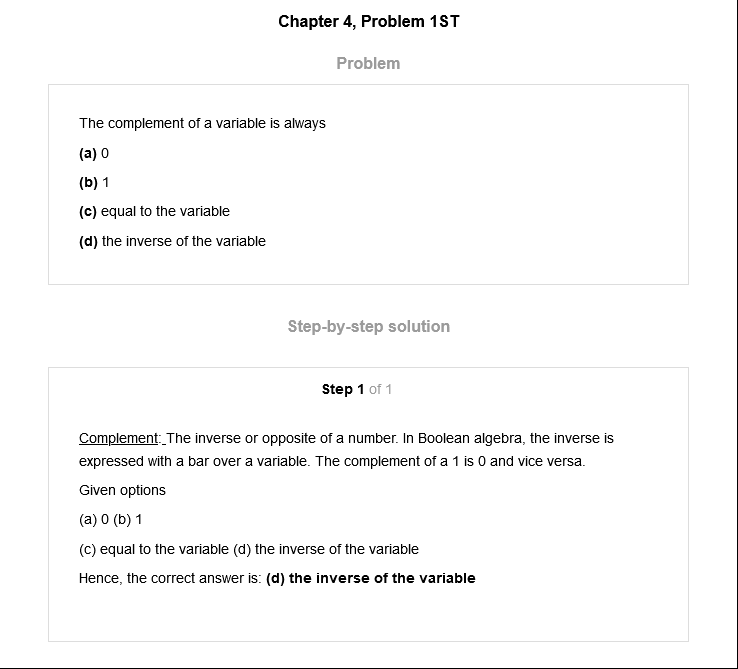 Chapter 4, Problem 1ST
Problem
The complement of a variable is always
(a) 0
(b) 1
(c) equal to the variable
(d) the inverse of the variable
Step-by-step solution
Step 1 of 1
Complement: The inverse or opposite of a number. In Boolean algebra, the inverse is
expressed with a bar over a variable. The complement of a 1 is 0 and vice versa.
Given options
(a) 0 (b) 1
(c) equal to the variable (d) the inverse of the variable
Hence, the correct answer is: (d) the inverse of the variable